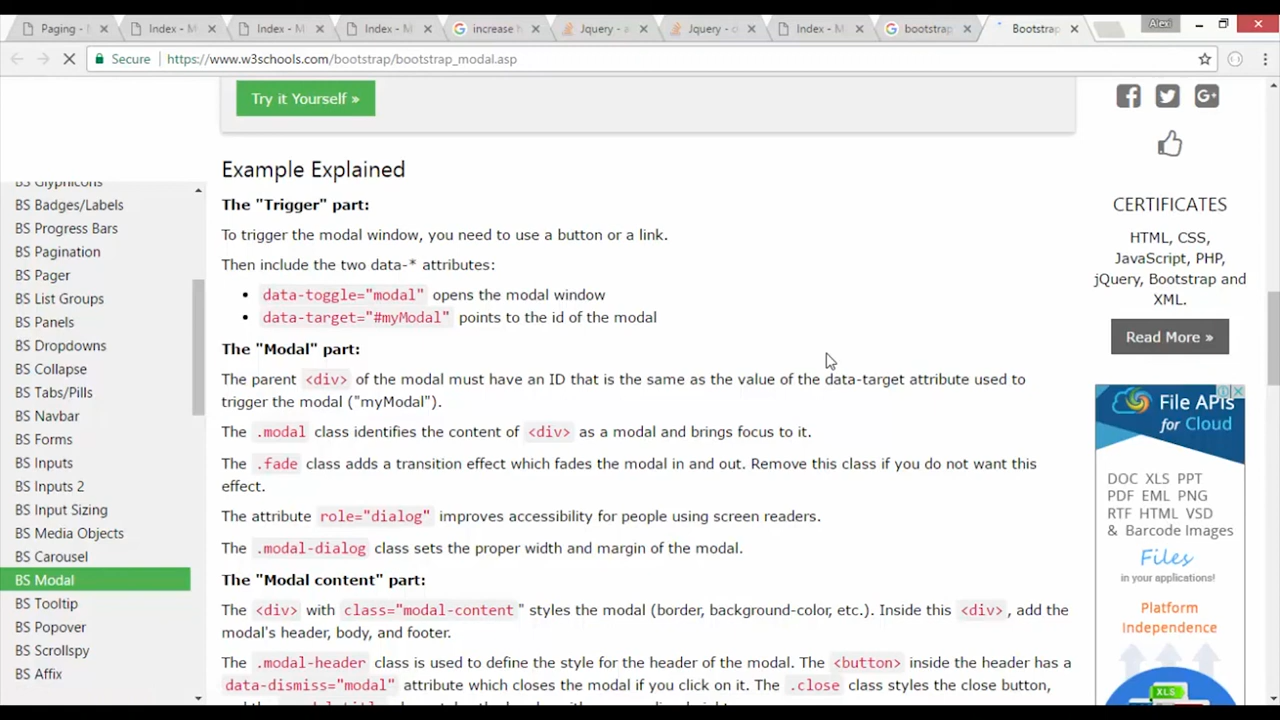 Paging - M
Index - M
Index - M
Index - M
increase h
Jquery - a
Jquery - o
Index - M
bootstrap
Bootstrap
Alexi
Secure
https://www.w3schools.com/bootstrap/bootstrap_modal.asp
Try it Yourself »
Example Explained
The "Trigger" part:
To trigger the modal window, you need to use a button or a link.
Then include the two data-* attributes:
• data-toggle="modal" opens the modal window
• data-target="#myModal" points to the id of the modal
The "Modal" part:
The parent <div> of the modal must have an ID that is the same as the value of the data-target attribute used to
trigger the modal ("myModal").
The .modal class identifies the content of <div> as a modal and brings focus to it.
The .fade class adds a transition effect which fades the modal in and out. Remove this class if you do not want this
effect.
The attribute role="dialog" improves accessibility for people using screen readers.
The .modal-dialog class sets the proper width and margin of the modal.
The "Modal content" part:
The <div> with class="modal-content " styles the modal (border, background-color, etc.). Inside this <div>, add the
modal's header, body, and footer.
The .modal-header class is used to define the style for the header of the modal. The <button> inside the header has a
data-dismiss="modal" attribute which closes the modal if you click on it. The .close class styles the close button,
BS Glyphicons
BS Badges/Labels
BS Progress Bars
BS Pagination
BS Pager
BS List Groups
BS Panels
BS Dropdowns
BS Collapse
BS Tabs/Pills
BS Navbar
BS Forms
BS Inputs
BS Inputs 2
BS Input Sizing
BS Media Objects
BS Carousel
BS Modal
BS Tooltip
BS Popover
BS Scrollspy
BS Affix
CERTIFICATES
HTML, CSS,
JavaScript, PHP,
jQuery, Bootstrap and
XML.
Read More »
File APIs
for Cloud
DOC XLS PPT
PDF EML PNG
RTF HTML VSD
& Barcode Images
Files
in your applications!
Platform
Independence
XLS